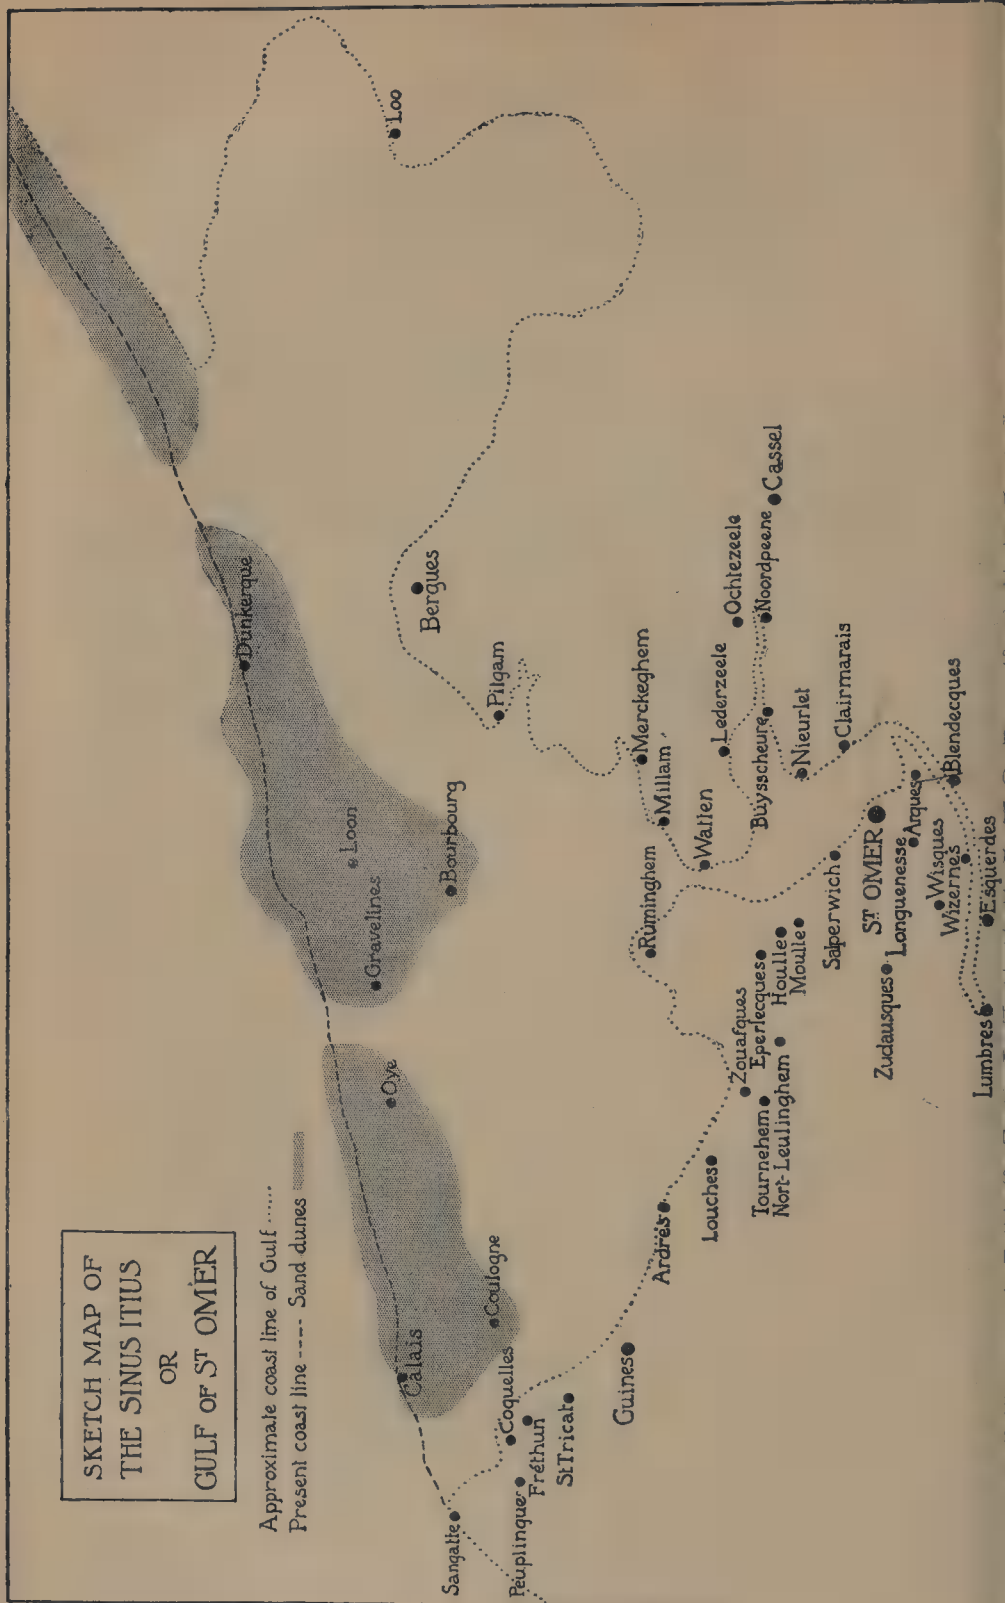 SKETCH MAP OF
THE SINUS ITIUS
OR
GULF OF ST OMER
Approximate coast line of Gulf ......
Present coast line ---- Sand dunes
Loo
Dunkerque
Bergues
Loon
Gravelines
Bourbourg
Pilgam
Oye
Calais
Coulogne
Sangatte
Coquelles
Peuplingue
Fréthun
St Tricat
Guines
Ardres
Louches
Merckeghem
Millam
Ruminghem
Watten
Lederzeele
Ochtezeele
Noordpeene
Cassel
Buysscheure
Nieurlet
Clairmarais
Zouafques
Eperlecques
Tournehem
Nort-Leulinghem
Houlle
Moulle
Salperwich
ST OMER
Zudausques
Longuenesse
Arques
Wisques
Wizernes
Blendecques
Esquerdes
Lumbres